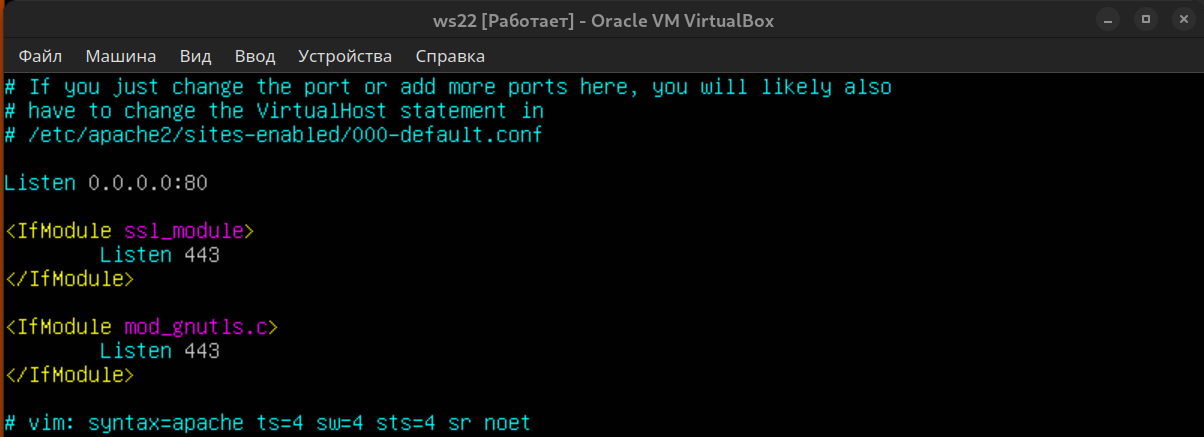 ws22 [Работает] - Oracle VM VirtualBox
Файл Машина Вид Ввод Устройства Справка
# If you just change the port or add more ports here, you will likely also
# have to change the VirtualHost statement in
# /etc/apache2/sites-enabled/000-default.conf
Listen 0.0.0.0:80
<IfModule ssl_module>
Listen 443
</IfModule>
<IfModule mod_gnutls.c>
Listen 443
</IfModule>
# vim: syntax=apache ts=4 sw=4 sts=4 sr noet